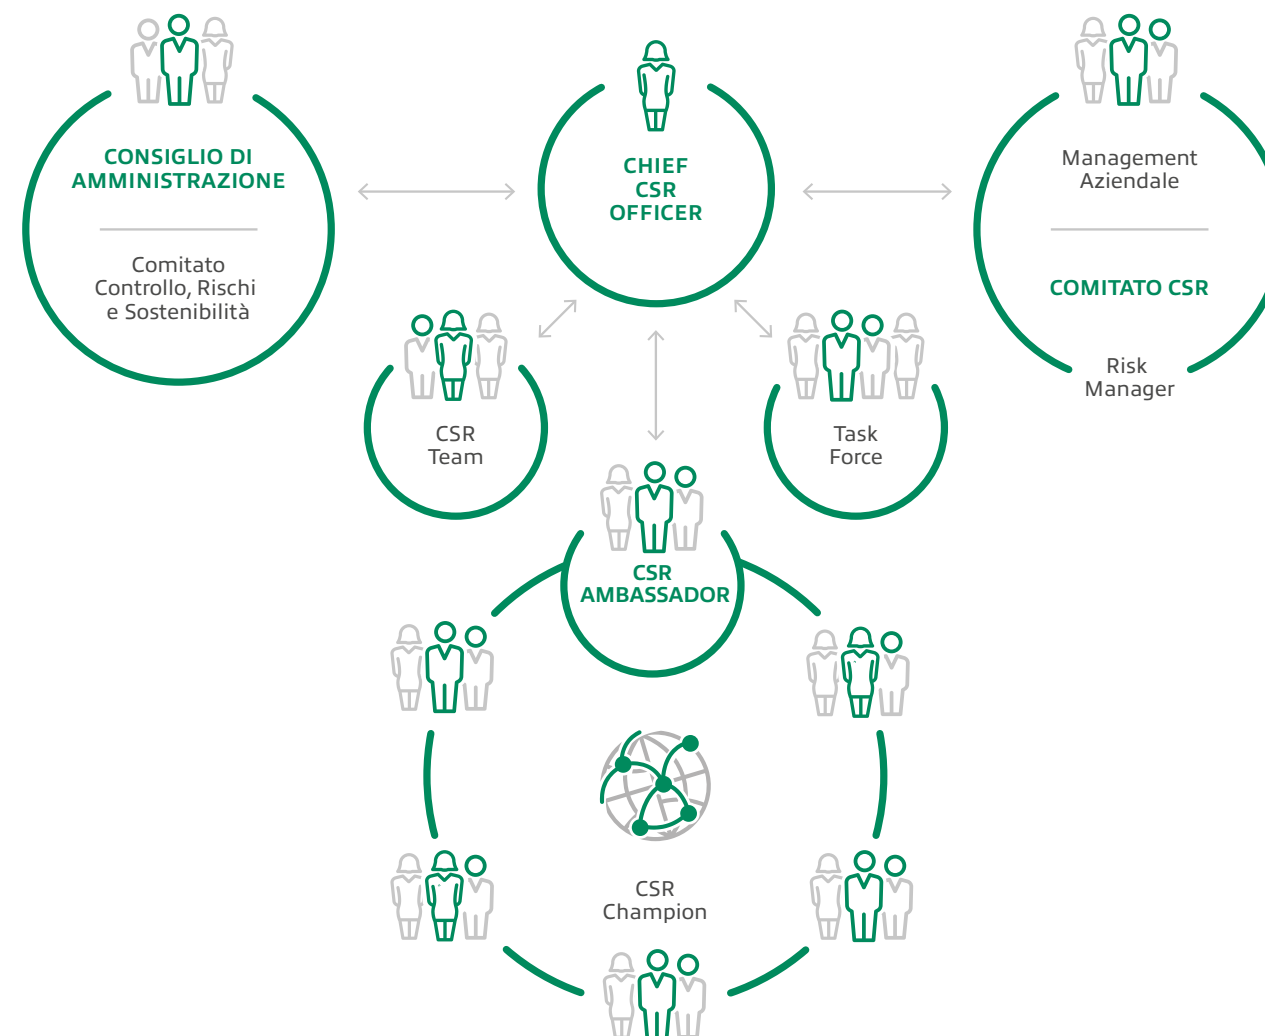 CONSIGLIO DI
AMMINISTRAZIONE
Comitato
Controllo, Rischi
e Sostenibilità
CHIEF
CSR
OFFICER
Management
Aziendale
COMITATO CSR
Risk
Manager
CSR
Team
Task
Force
CSR
AMBASSADOR
CSR
Champion